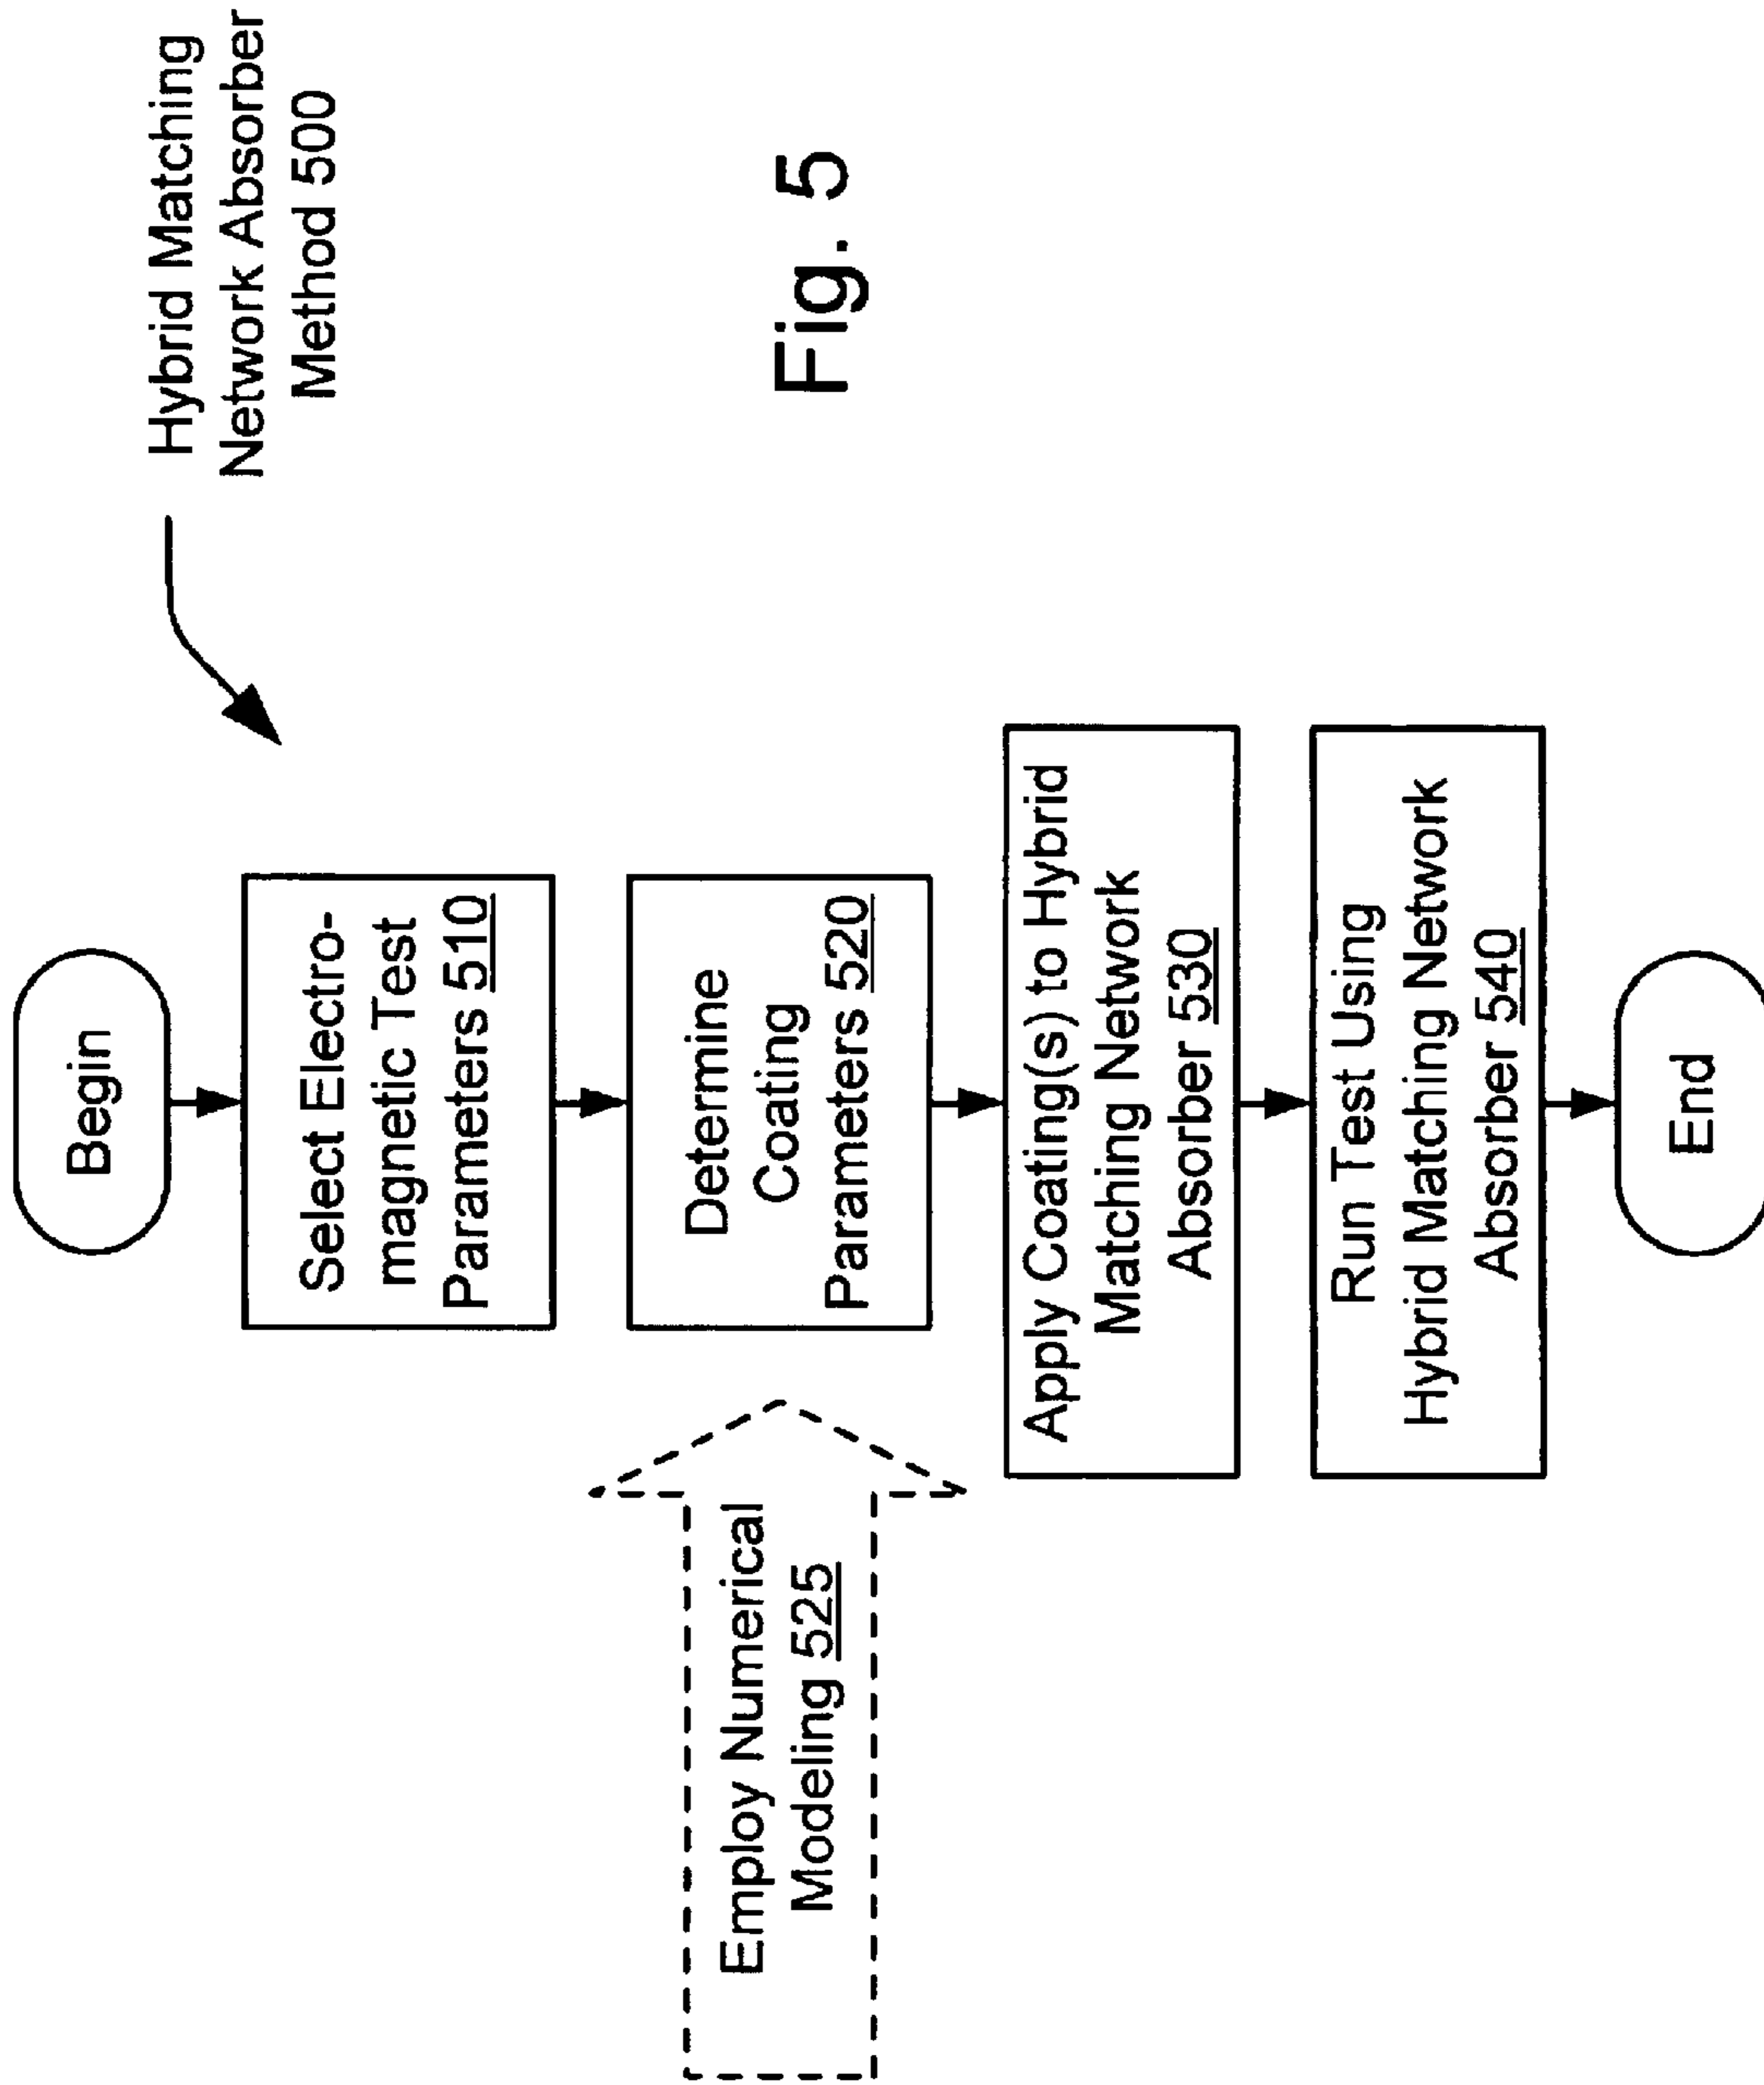 Hybrid Matching
Network Absorber
Method 500
Begin
Select Electro-
magnetic Test
Parameters 510
Employ Numerical
Modeling 525
Determine
Coating
Parameters 520
Apply Coating(s) to Hybrid
Matching Network
Absorber 530
Run Test Using
Hybrid Matching Network
Absorber 540
End
Fig. 5